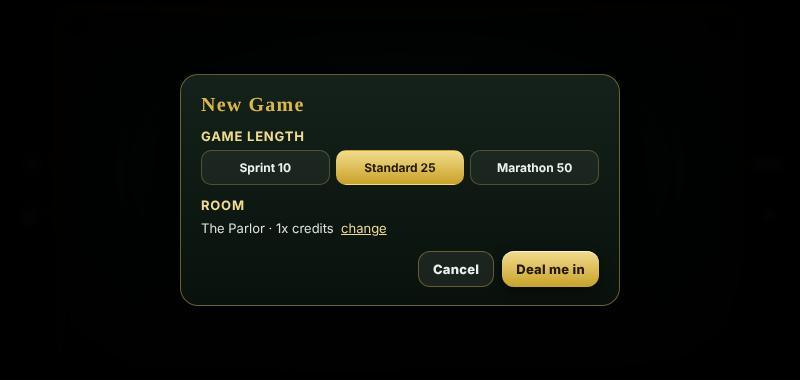 New Game
GAME LENGTH
Sprint 10 Standard 25 Marathon 50
ROOM
The Parlor · 1x credits change
Cancel Deal me in